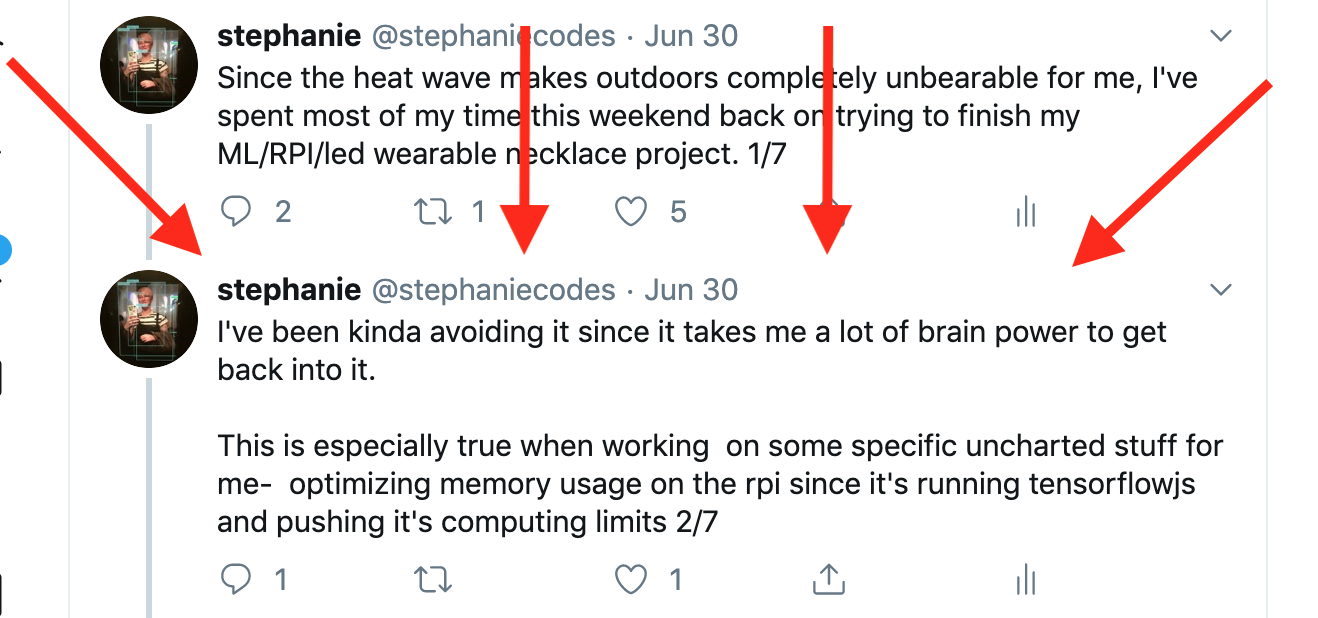 stephanie @stephaniecodes · Jun 30
Since the heat wave makes outdoors completely unbearable for me, I've
spent most of my time this weekend back on trying to finish my
ML/RPI/led wearable necklace project. 1/7
2 1 5
stephanie @stephaniecodes · Jun 30
I've been kinda avoiding it since it takes me a lot of brain power to get
back into it.
This is especially true when working  on some specific uncharted stuff for
me-  optimizing memory usage on the rpi since it's running tensorflowjs
and pushing it's computing limits 2/7
1 1